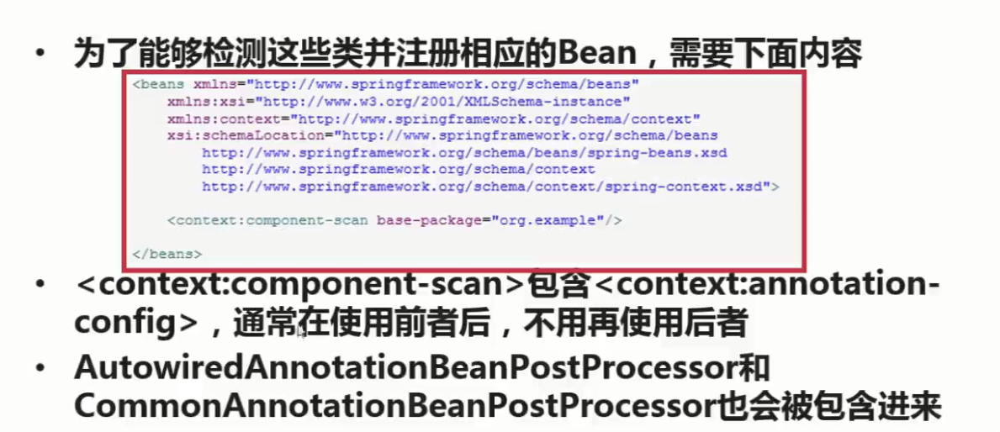 • 为了能够检测这些类并注册相应的Bean，需要下面内容
<beans xmlns="http://www.springframework.org/schema/beans"
xmlns:xsi="http://www.w3.org/2001/XMLSchema-instance"
xmlns:context="http://www.springframework.org/schema/context"
xsi:schemaLocation="http://www.springframework.org/schema/beans
http://www.springframework.org/schema/beans/spring-beans.xsd
http://www.springframework.org/schema/context
http://www.springframework.org/schema/context/spring-context.xsd">
<context:component-scan base-package="org.example"/>
</beans>
• <context:component-scan>包含<context:annotation-
config>，通常在使用前者后，不用再使用后者
• AutowiredAnnotationBeanPostProcessor和
CommonAnnotationBeanPostProcessor也会被包含进来